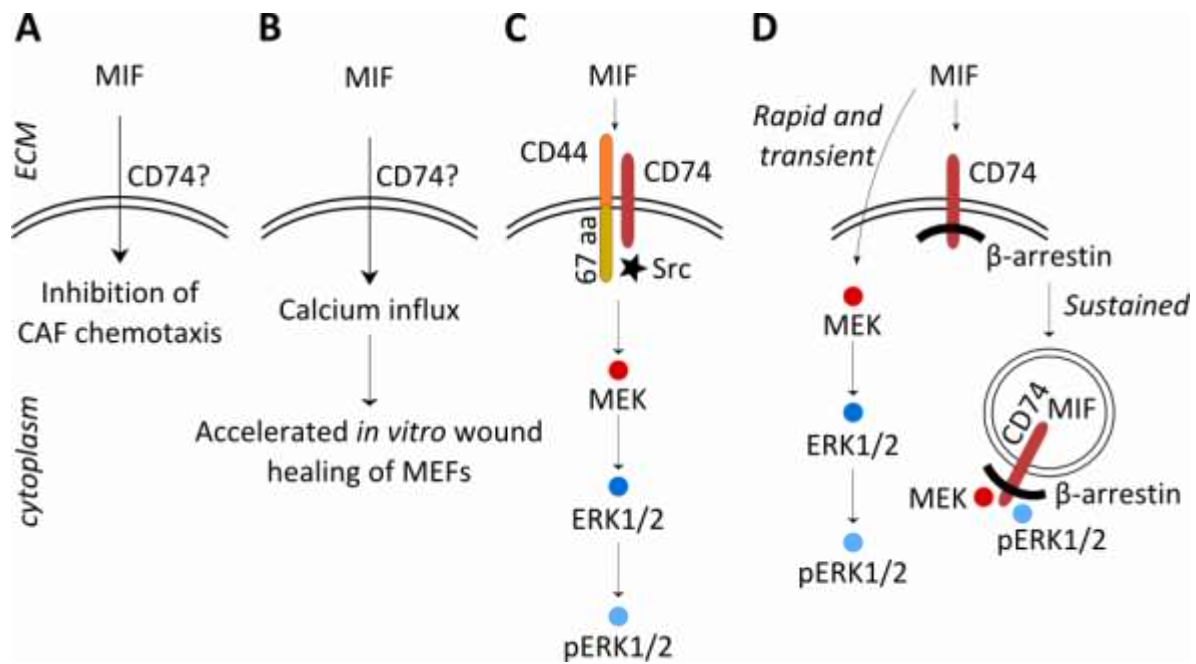 A
MIF
ECM
CD74?
Inhibition of
CAF chemotaxis
cytoplasm
B
MIF
CD74?
Calcium influx
Accelerated in vitro wound
healing of MEFs
C
MIF
CD44
CD74
67 aa
Src
MEK
ERK1/2
pERK1/2
D
MIF
Rapid and
transient
CD74
β-arrestin
MEK
ERK1/2
pERK1/2
Sustained
CD74
MIF
β-arrestin
MEK
pERK1/2